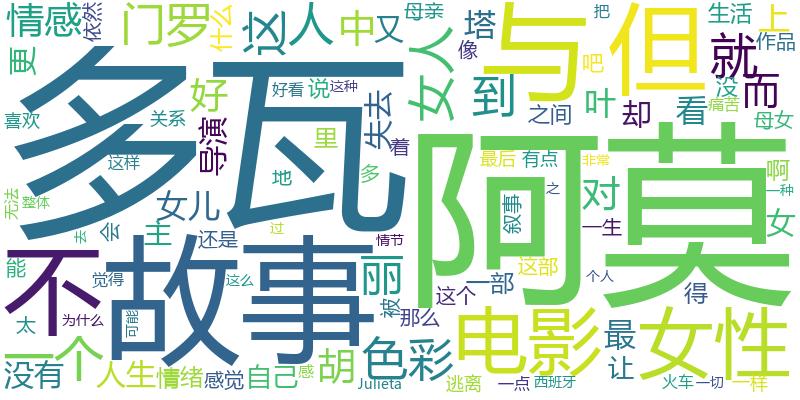 情感 依然 门罗 什么 这 人 中 又 母亲 塔 与 但 生活 上
更 多瓦 好看 说 这种 女人 像 吧 把 就 作品
喜欢 关系 好 导演 里 失去 着 到 之间 叶 却 看 没 而
这样 地 多 阿莫 最后 有点 非常 痛苦 母女 啊
无法 整体 女儿 叙事 之 对 一生 一种 女
去 会 主 还是 过 情节 丽 一部 这部 个人
能 不 故事 觉得 这么 被 这个 得
太 为什么 可能 那么 电影 最 女性
一个 色彩 让
没有 人生 情绪 感觉 自己 感 胡 Julieta 逃离 一点 西班牙 火车 一切 一样